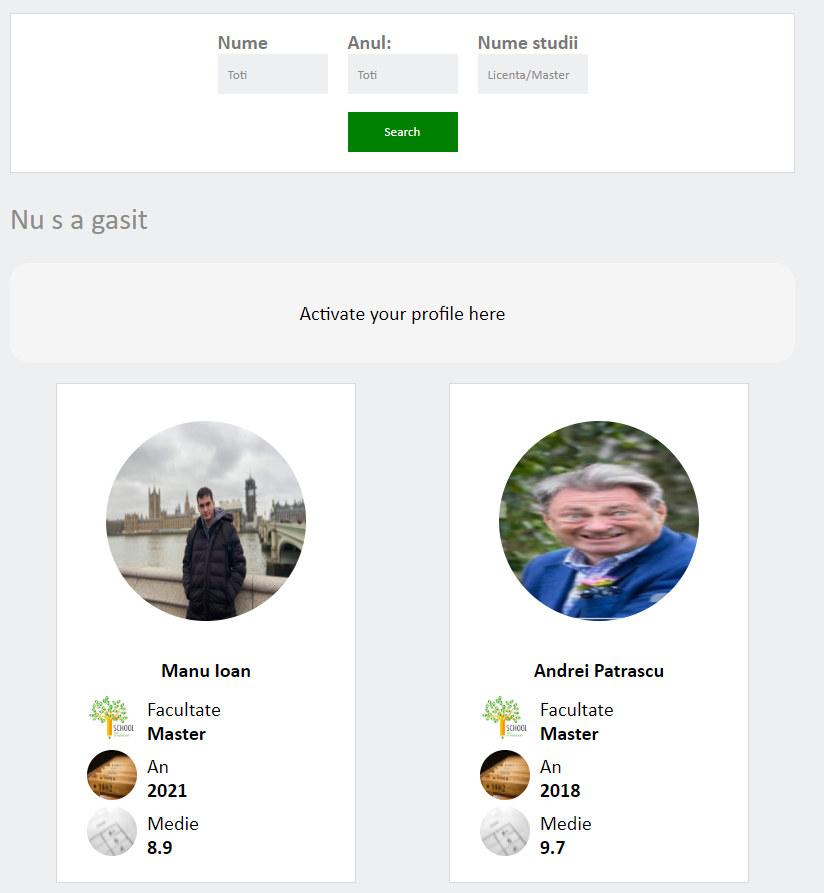 Nume Anul: Nume studii
Toti Toti Licenta/Master
Search
Nu s a gasit
Activate your profile here
Manu Ioan
SCHOOL
Facultate
Master
An
2021
Medie
8.9
Andrei Patrascu
SCHOOL
Facultate
Master
An
2018
Medie
9.7